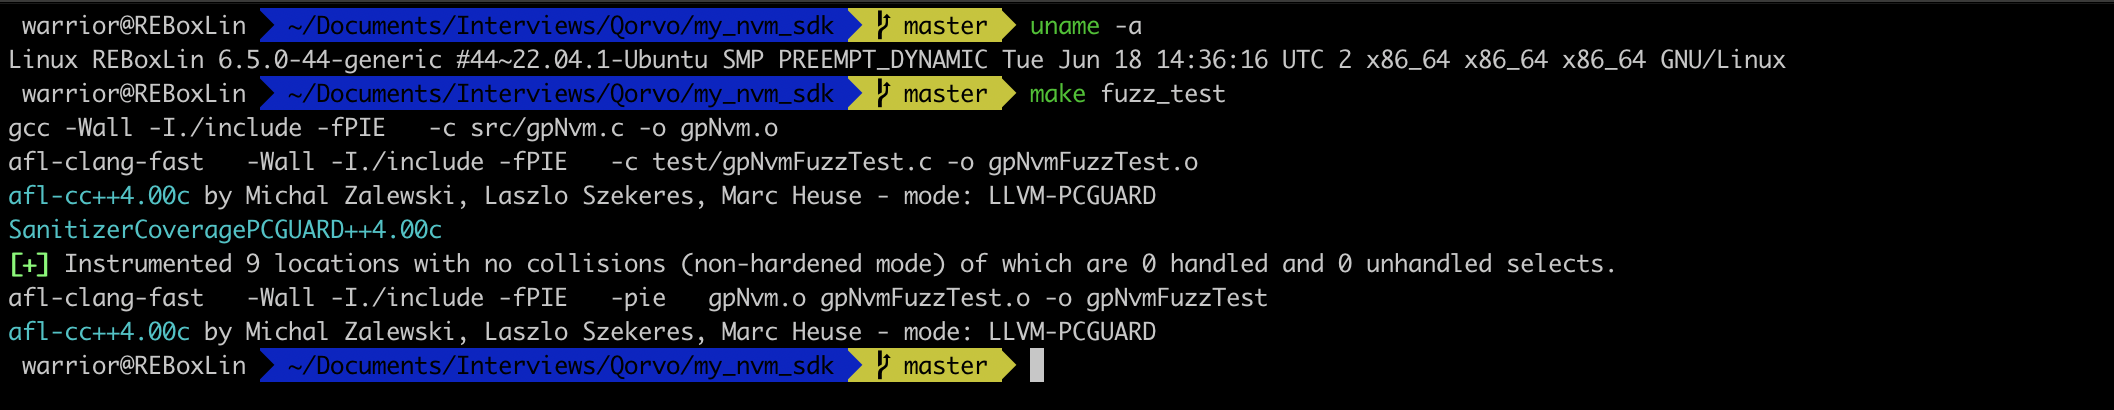 warrior@REBoxLin ~/Documents/Interviews/Qorvo/my_nvm_sdk master uname -a
Linux REBoxLin 6.5.0-44-generic #44~22.04.1-Ubuntu SMP PREEMPT_DYNAMIC Tue Jun 18 14:36:16 UTC 2 x86_64 x86_64 x86_64 GNU/Linux
warrior@REBoxLin ~/Documents/Interviews/Qorvo/my_nvm_sdk master make fuzz_test
gcc -Wall -I./include -fPIE   -c src/gpNvm.c -o gpNvm.o
afl-clang-fast   -Wall -I./include -fPIE   -c test/gpNvmFuzzTest.c -o gpNvmFuzzTest.o
afl-cc++4.00c by Michal Zalewski, Laszlo Szekeres, Marc Heuse - mode: LLVM-PCGUARD
SanitizerCoveragePCGUARD++4.00c
[+] Instrumented 9 locations with no collisions (non-hardened mode) of which are 0 handled and 0 unhandled selects.
afl-clang-fast   -Wall -I./include -fPIE   -pie   gpNvm.o gpNvmFuzzTest.o -o gpNvmFuzzTest
afl-cc++4.00c by Michal Zalewski, Laszlo Szekeres, Marc Heuse - mode: LLVM-PCGUARD
warrior@REBoxLin ~/Documents/Interviews/Qorvo/my_nvm_sdk master